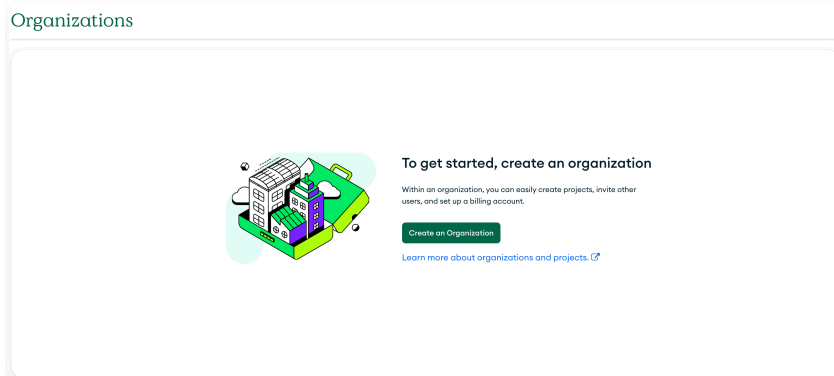 Organizations
To get started, create an organization
Within an organization, you can easily create projects, invite other
users, and set up a billing account.
Create an Organization
Learn more about organizations and projects.